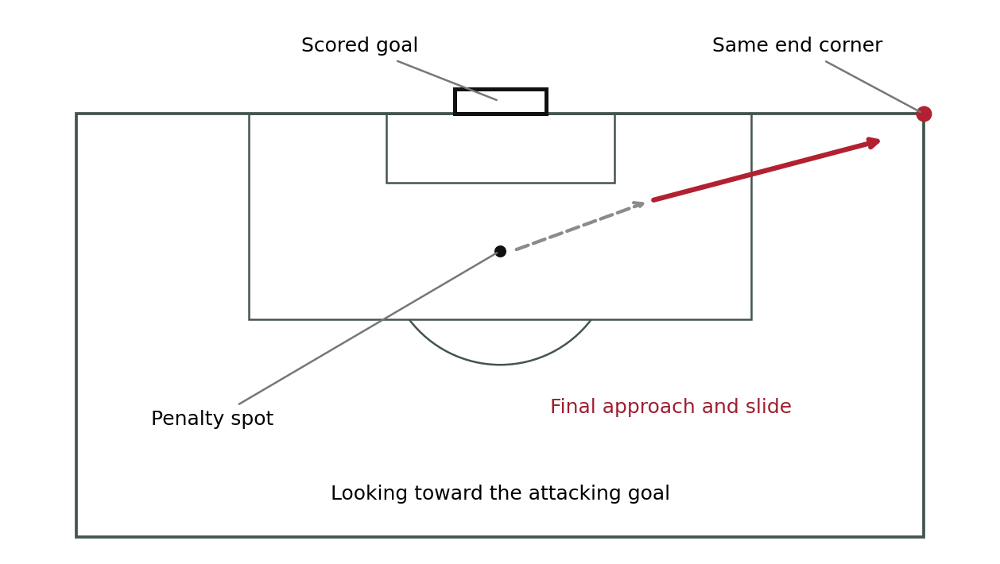 Scored goal
Same end corner
Penalty spot
Final approach and slide
Looking toward the attacking goal